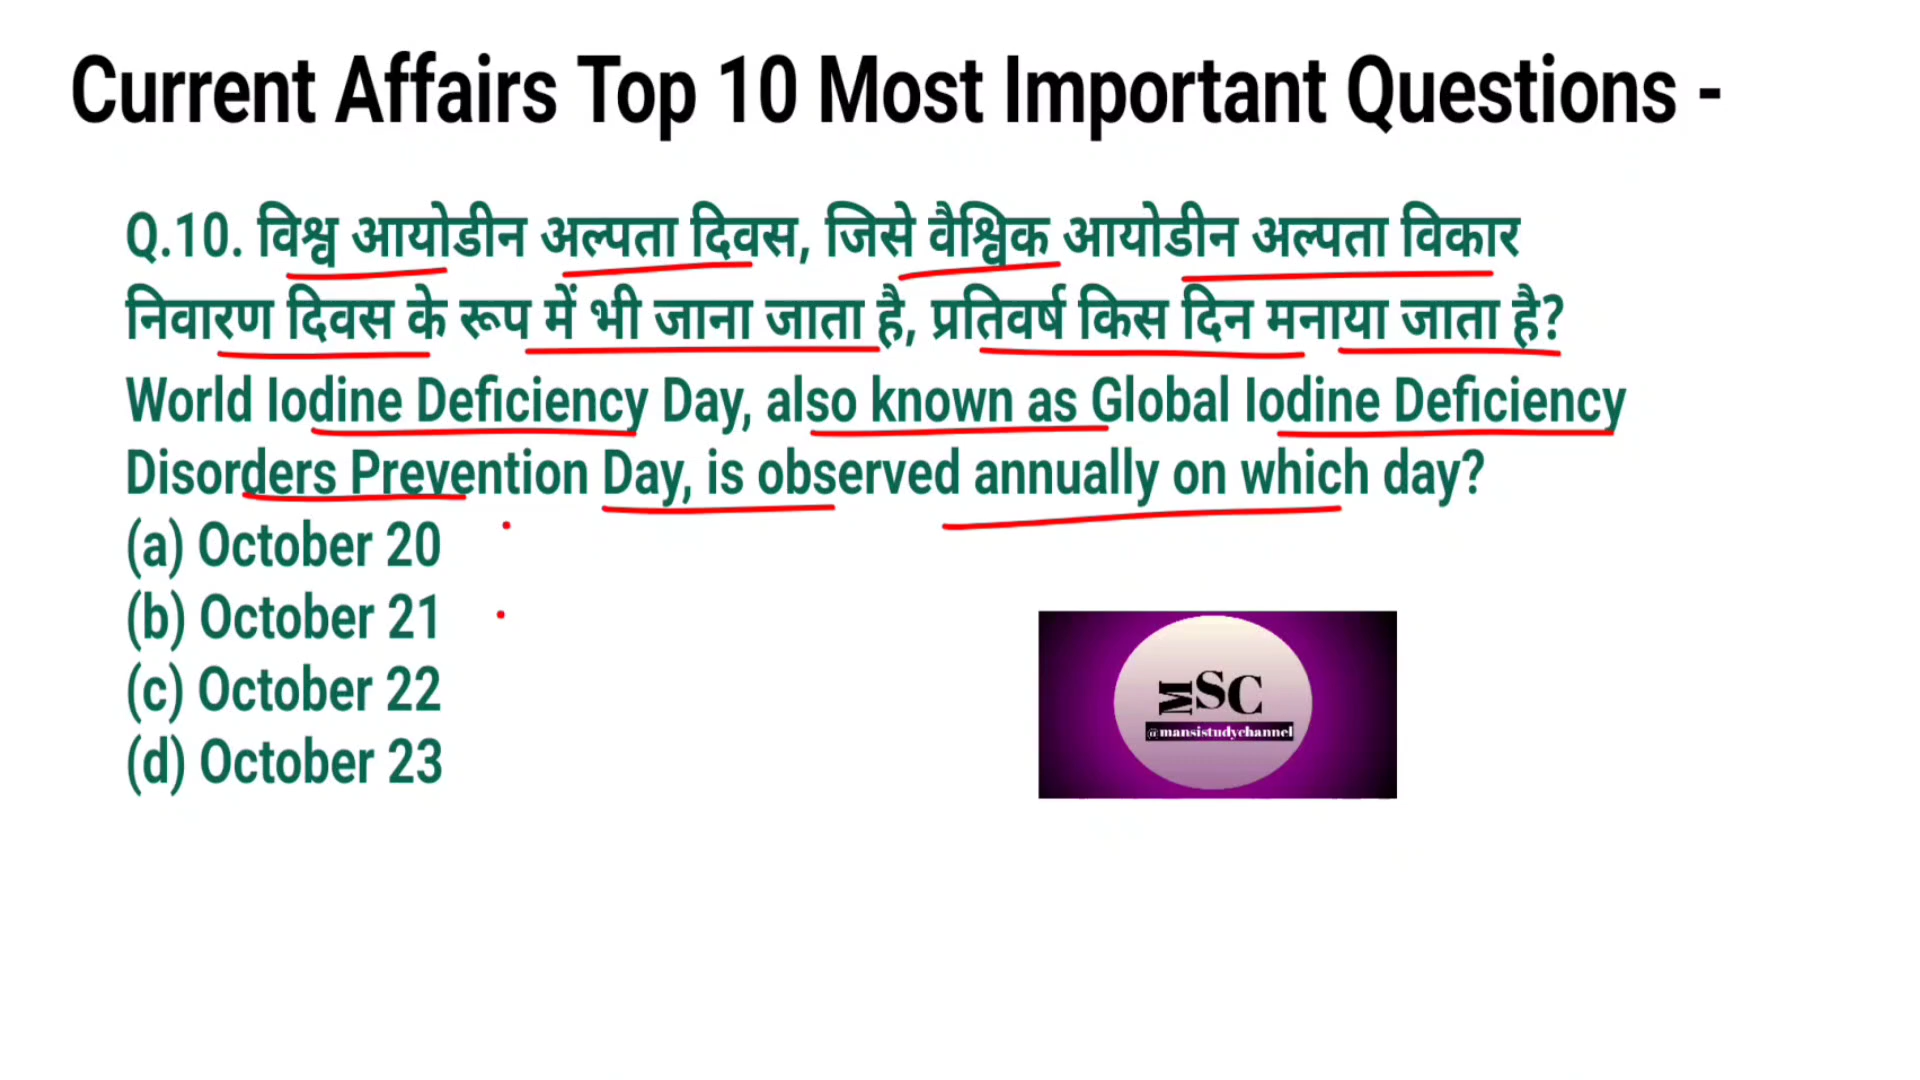 Current Affairs Top 10 Most Important Questions -
Q.10. विश्व आयोडीन अल्पता दिवस, जिसे वैश्विक आयोडीन अल्पता विकार
निवारण दिवस के रूप में भी जाना जाता है, प्रतिवर्ष किस दिन मनाया जाता है?
World Iodine Deficiency Day, also known as Global Iodine Deficiency
Disorders Prevention Day, is observed annually on which day?
(a) October 20
(b) October 21
(c) October 22
(d) October 23
MSC
@mansistudychannel